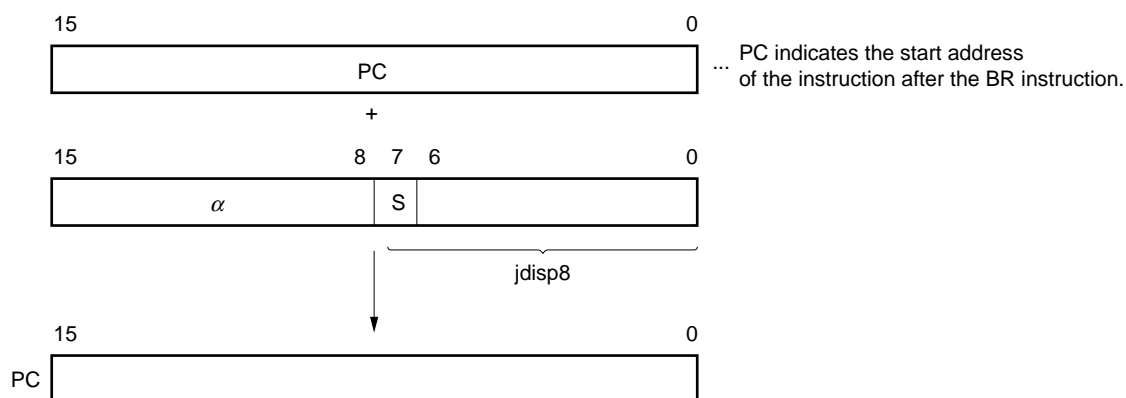 15 0
PC
... PC indicates the start address
of the instruction after the BR instruction.
+
15 8 7 6 0
α S
jdisp8
15 0
PC